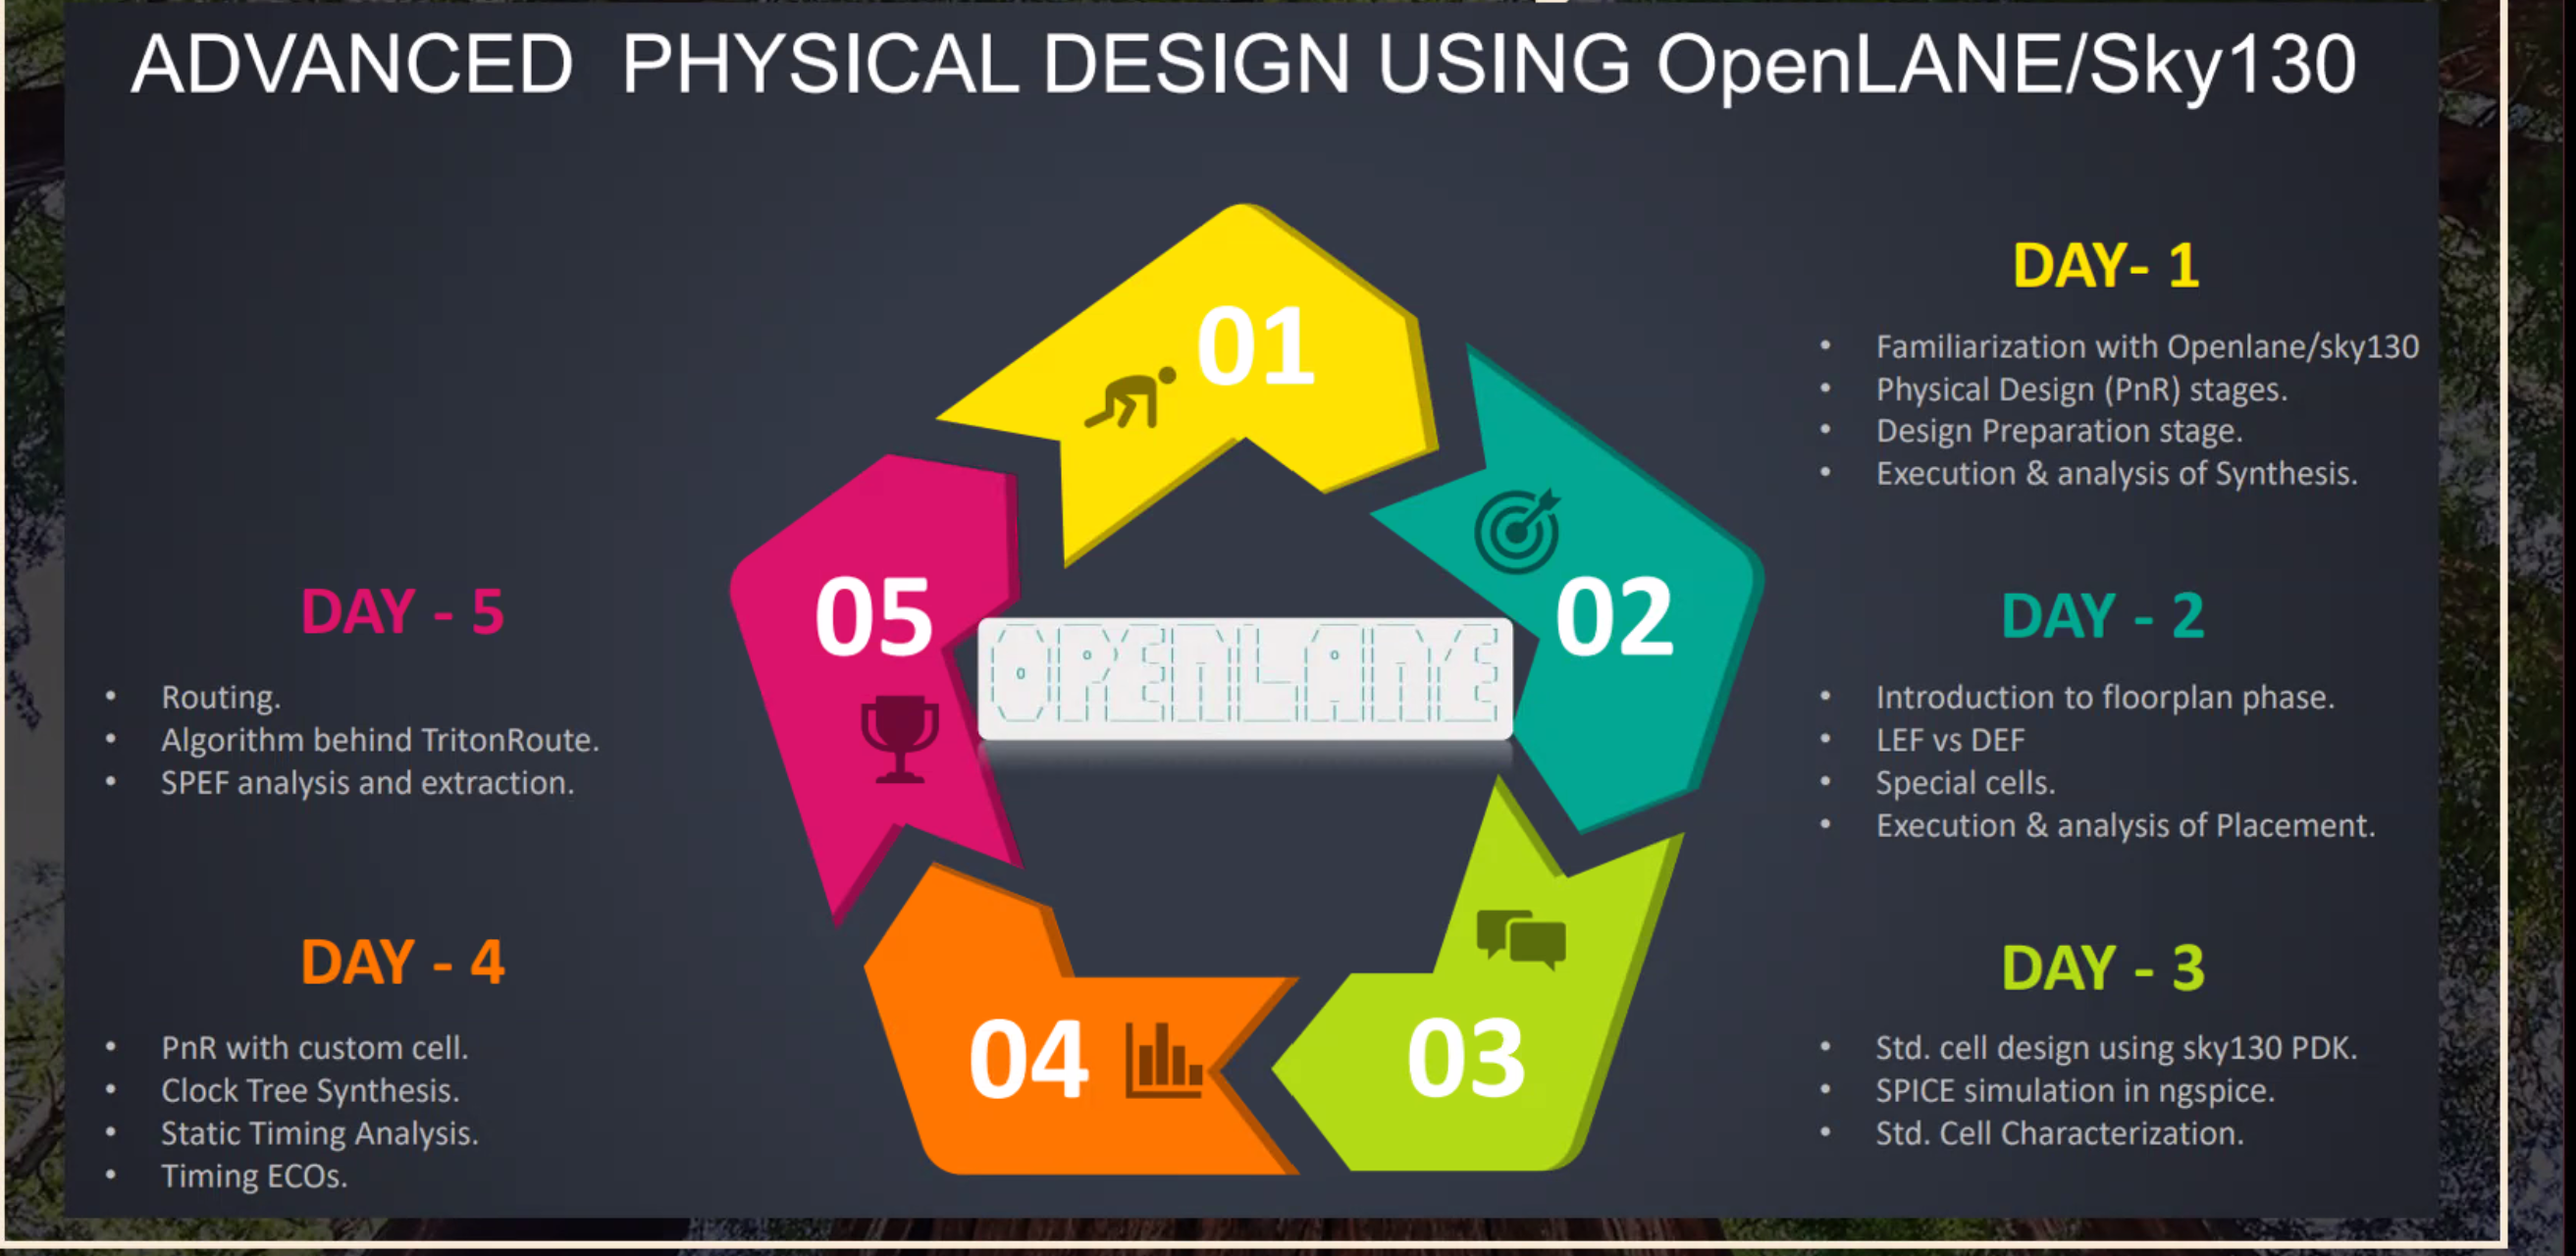 ADVANCED  PHYSICAL DESIGN USING OpenLANE/Sky130
01
02
03
04
05
OPENLANE
DAY- 1
• Familiarization with Openlane/sky130
• Physical Design (PnR) stages.
• Design Preparation stage.
• Execution & analysis of Synthesis.
DAY - 2
• Introduction to floorplan phase.
• LEF vs DEF
• Special cells.
• Execution & analysis of Placement.
DAY - 3
• Std. cell design using sky130 PDK.
• SPICE simulation in ngspice.
• Std. Cell Characterization.
DAY - 4
• PnR with custom cell.
• Clock Tree Synthesis.
• Static Timing Analysis.
• Timing ECOs.
DAY - 5
• Routing.
• Algorithm behind TritonRoute.
• SPEF analysis and extraction.